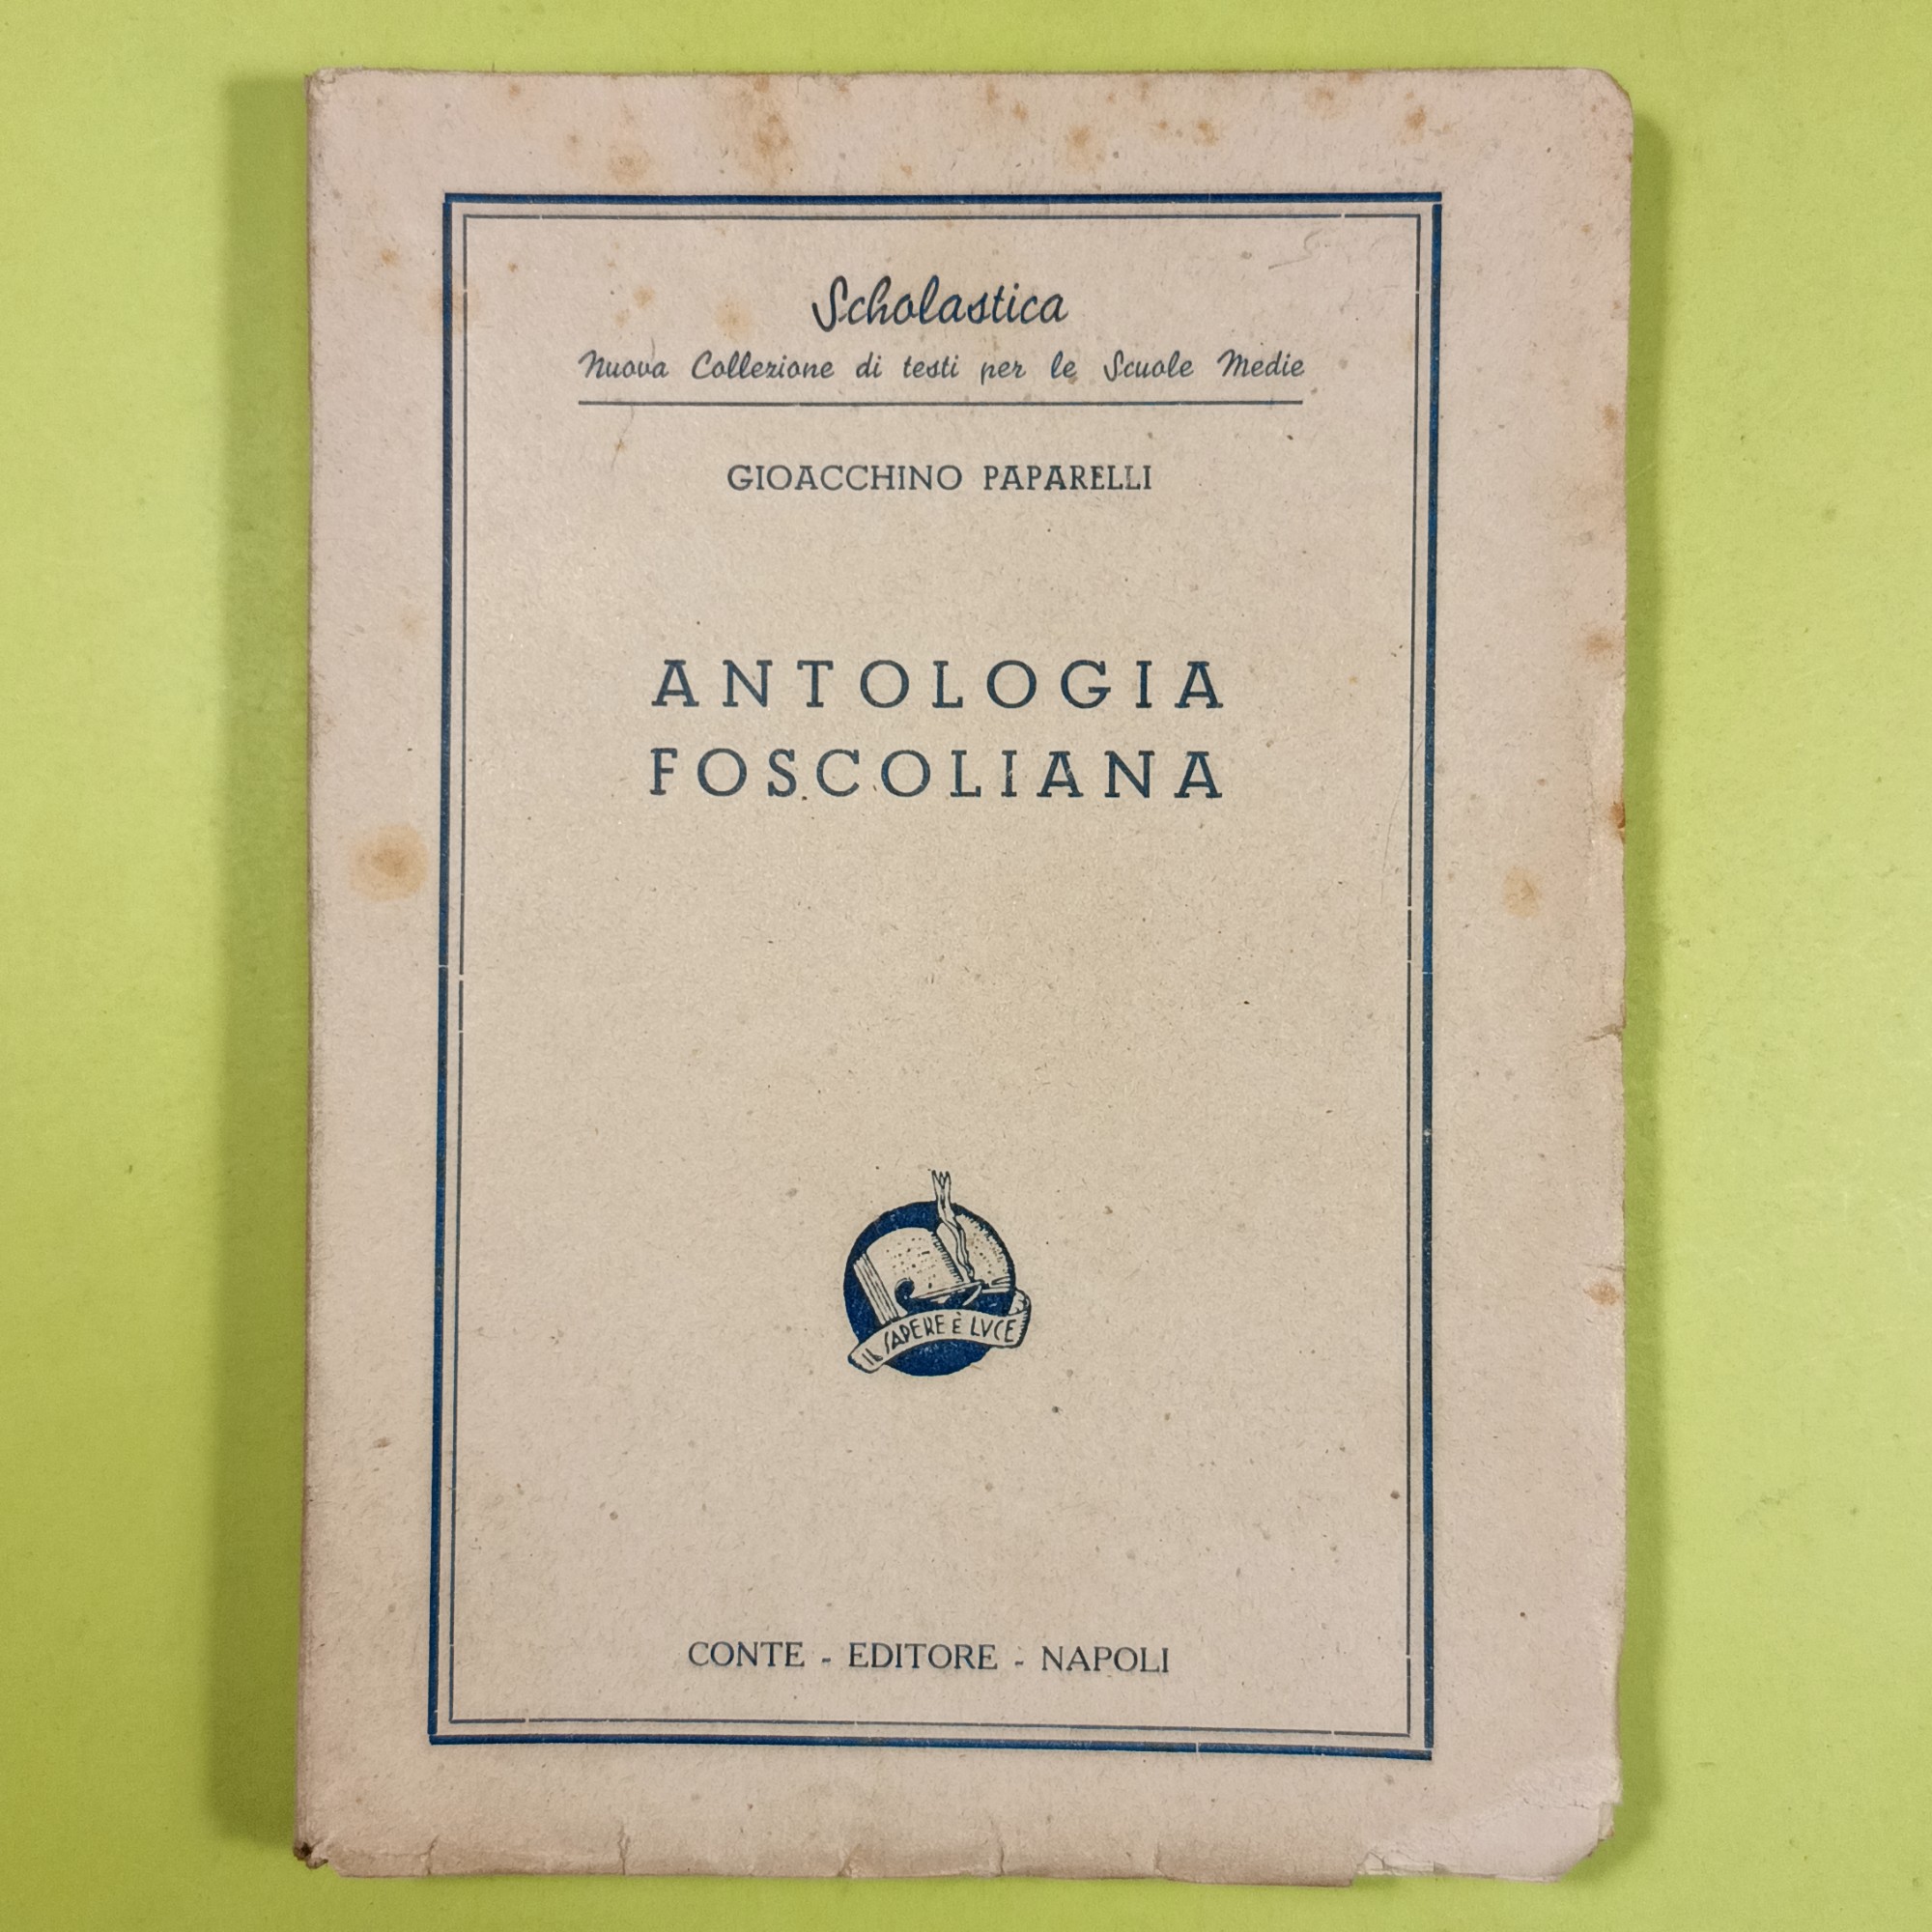 Scholastica
Nuova Collezione di testi per le Scuole Medie
GIOACCHINO PAPARELLI
ANTOLOGIA
FOSCOLIANA
IL SAPERE È LVCE
CONTE - EDITORE - NAPOLI